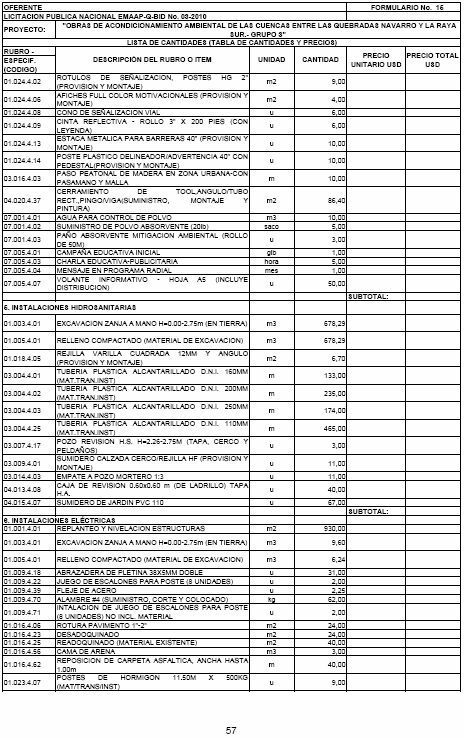 OFERENTE FORMULARIO No. 16
LICITACION PUBLICA NACIONAL EMAAP-Q-BID No. 03-2010
PROYECTO: "OBRAS DE ACONDICIONAMIENTO AMBIENTAL DE LAS CUENCAS ENTRE LAS QUEBRADAS NAVARRO Y LA RAYA
SUR.- GRUPO 3"
LISTA DE CANTIDADES (TABLA DE CANTIDADES Y PRECIOS)
RUBRO -
ESPECIF.
(CODIGO) DESCRIPCIÓN DEL RUBRO O ITEM UNIDAD CANTIDAD PRECIO
UNITARIO USD PRECIO TOTAL
USD
01.024.4.02 ROTULOS DE SEÑALIZACION, POSTES HG 2"
(PROVISION Y MONTAJE) m2 9,00
01.024.4.06 AFICHES FULL COLOR MOTIVACIONALES (PROVISION Y
MONTAJE) m2 4,00
01.024.4.08 CONO DE SEÑALIZACION VIAL u 6,00
01.024.4.09 CINTA REFLECTIVA - ROLLO 3" X 200 PIES (CON
LEYENDA) u 6,00
01.024.4.13 ESTACA METALICA PARA BARRERAS 40" (PROVISION Y
MONTAJE) u 10,00
01.024.4.14 POSTE PLASTICO DELINEADOR/ADVERTENCIA 40" CON
PEDESTAL(PROVISION Y MONTAJE) u 10,00
03.016.4.03 PASO PEATONAL DE MADERA EN ZONA URBANA-CON
PASAMANO Y MALLA m 10,00
04.020.4.37 CERRAMIENTO DE TOOL,ANGULO/TUBO
RECT.,PINGO/VIGA(SUMINISTRO, MONTAJE Y
PINTURA) m2 86,40
07.001.4.01 AGUA PARA CONTROL DE POLVO m3 10,00
07.001.4.02 SUMINISTRO DE POLVO ABSORVENTE (20lb) saco 5,00
07.001.4.03 PAÑO ABSORVENTE MITIGACION AMBIENTAL (ROLLO
DE 50M) u 3,00
07.005.4.01 CAMPAÑA EDUCATIVA INICIAL glb 1,00
07.005.4.03 CHARLA EDUCATIVA-PUBLICITARIA hora 5,00
07.005.4.04 MENSAJE EN PROGRAMA RADIAL mes 1,00
07.005.4.07 VOLANTE INFORMATIVO - HOJA A5 (INCLUYE
DISTRIBUCION) u 50,00
SUBTOTAL:
5. INSTALACIONES HIDROSANITARIAS
01.003.4.01 EXCAVACION ZANJA A MANO H=0.00-2.75m (EN TIERRA) m3 678,29
01.005.4.01 RELLENO COMPACTADO (MATERIAL DE EXCAVACION) m3 678,29
01.018.4.05 REJILLA VARILLA CUADRADA 12MM Y ANGULO
(PROVISION Y MONTAJE) m2 6,70
03.004.4.01 TUBERIA PLASTICA ALCANTARILLADO D.N.I. 160MM
(MAT.TRAN.INST) m 133,00
03.004.4.02 TUBERIA PLASTICA ALCANTARILLADO D.N.I. 200MM
(MAT.TRAN.INST) m 235,00
03.004.4.03 TUBERIA PLASTICA ALCANTARILLADO D.N.I. 250MM
(MAT.TRAN.INST) m 174,00
03.004.4.25 TUBERIA PLASTICA ALCANTARILLADO D.N.I. 110MM
(MAT.TRAN.INST) m 465,00
03.007.4.17 POZO REVISION H.S. H=2.26-2.75M (TAPA, CERCO Y
PELDAÑOS) u 3,00
03.009.4.01 SUMIDERO CALZADA CERCO/REJILLA HF (PROVISION Y
MONTAJE) u 11,00
03.014.4.03 EMPATE A POZO MORTERO 1:3 u 11,00
04.013.4.08 CAJA DE REVISION 0.60x0.60 m (DE LADRILLO) TAPA
H.A. u 40,00
04.015.4.07 SUMIDERO DE JARDIN PVC 110 u 67,00
SUBTOTAL:
6. INSTALACIONES ELÉCTRICAS
01.001.4.01 REPLANTEO Y NIVELACION ESTRUCTURAS m2 930,00
01.003.4.01 EXCAVACION ZANJA A MANO H=0.00-2.75m (EN TIERRA) m3 9,60
01.005.4.01 RELLENO COMPACTADO (MATERIAL DE EXCAVACION) m3 6,24
01.009.4.18 ABRAZADERA DE PLETINA 38X5MM DOBLE u 31,00
01.009.4.22 JUEGO DE ESCALONES PARA POSTE (8 UNIDADES) u 2,00
01.009.4.39 FLEJE DE ACERO u 2,25
01.009.4.70 ALAMBRE #4 (SUMINISTRO, CORTE Y COLOCADO) kg 62,00
01.009.4.71 INTALACION DE JUEGO DE ESCALONES PARA POSTE
(8 UNIDADES) NO INCL. MATERIAL u 2,00
01.016.4.06 ROTURA PAVIMENTO 1"-2" m2 24,00
01.016.4.23 DESADOQUINADO m2 24,00
01.016.4.25 READOQUINADO (MATERIAL EXISTENTE) m2 40,00
01.016.4.56 CAMA DE ARENA m3 3,00
01.016.4.62 REPOSICION DE CARPETA ASFALTICA, ANCHA HASTA
1.00m m 40,00
01.023.4.07 POSTES DE HORMIGON 11.50M X 500KG
(MAT/TRANS/INST) u 9,00
57